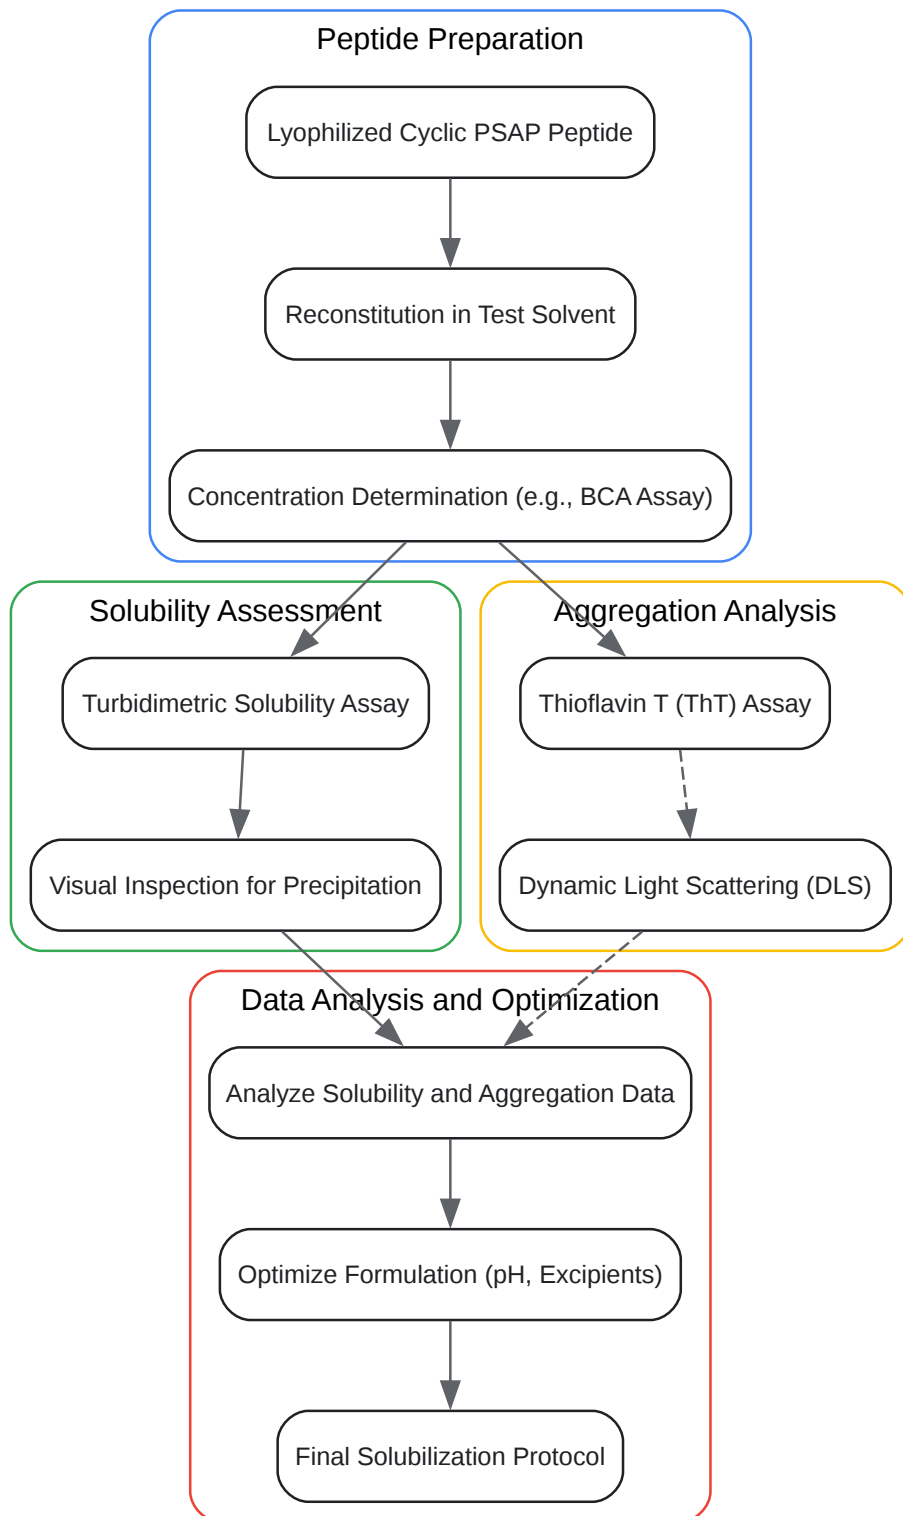 Peptide Preparation
Lyophilized Cyclic PSAP Peptide
Reconstitution in Test Solvent
Concentration Determination (e.g., BCA Assay)
Solubility Assessment
Turbidimetric Solubility Assay
Visual Inspection for Precipitation
Aggregation Analysis
Thioflavin T (ThT) Assay
Dynamic Light Scattering (DLS)
Data Analysis and Optimization
Analyze Solubility and Aggregation Data
Optimize Formulation (pH, Excipients)
Final Solubilization Protocol